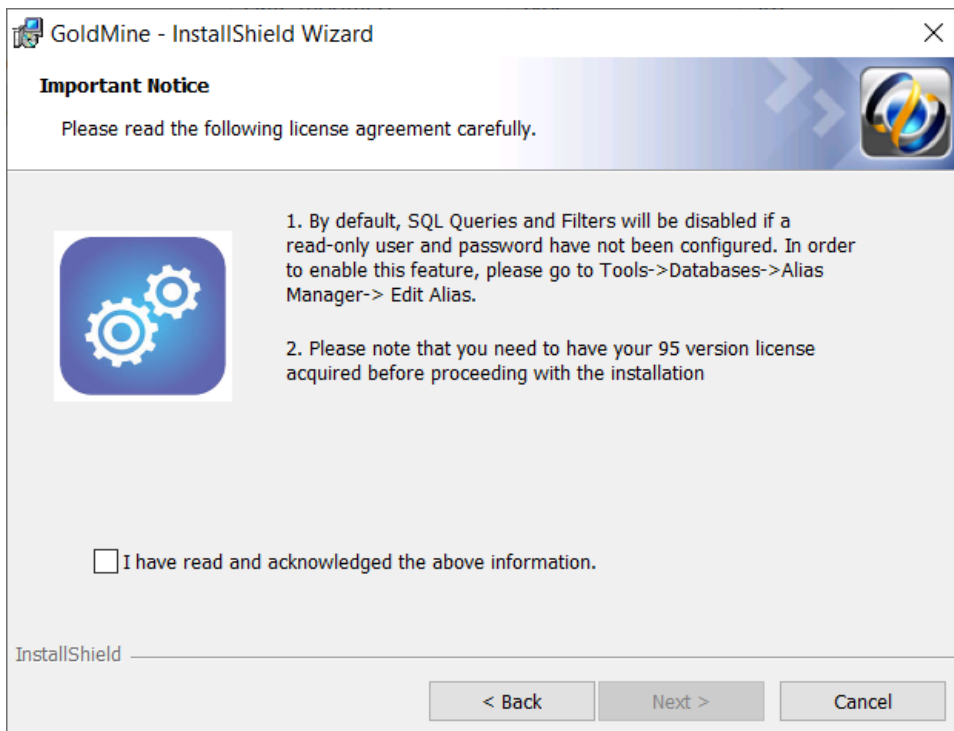 GoldMine - InstallShield Wizard
Important Notice
Please read the following license agreement carefully.
1. By default, SQL Queries and Filters will be disabled if a
read-only user and password have not been configured. In order
to enable this feature, please go to Tools->Databases->Alias
Manager-> Edit Alias.
2. Please note that you need to have your 95 version license
acquired before proceeding with the installation
I have read and acknowledged the above information.
InstallShield
< Back
Next >
Cancel